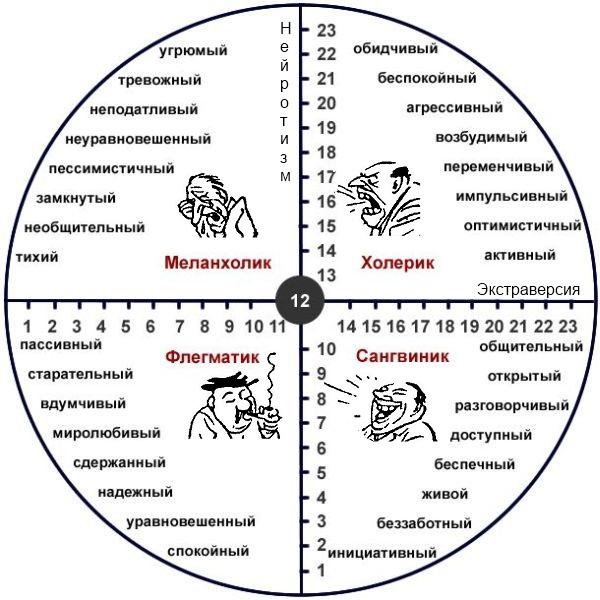 Нейротизм
23
22
21
20
19
18
17
16
15
14
13
угрюмый
тревожный
неподатливый
неуравновешенный
пессимистичный
замкнутый
необщительный
тихий
Меланхолик
обидчивый
беспокойный
агрессивный
возбудимый
переменчивый
импульсивный
оптимистичный
активный
Холерик
Экстраверсия
12
1 2 3 4 5 6 7 8 9 10 11
14 15 16 17 18 19 20 21 22 23
пассивный
старательный
вдумчивый
миролюбивый
сдержанный
надежный
уравновешенный
спокойный
Флегматик
10
9
8
7
6
5
4
3
2
1
Сангвиник
общительный
открытый
разговорчивый
доступный
беспечный
живой
беззаботный
инициативный